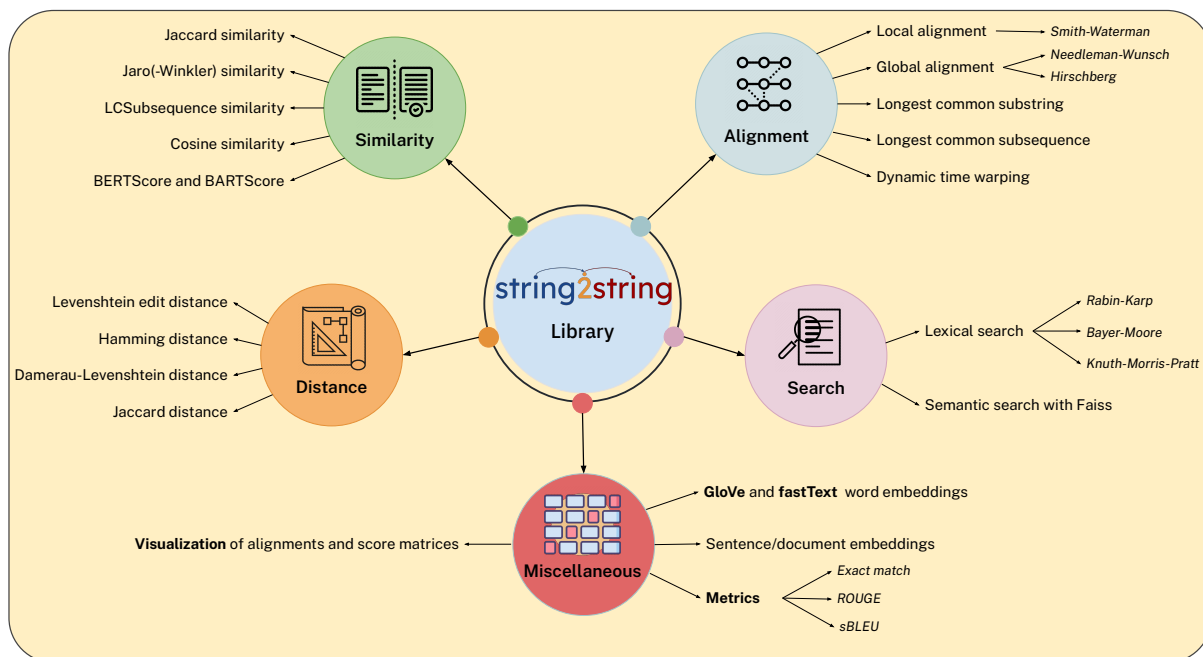 Jaccard similarity
Jaro(-Winkler) similarity
LCSubsequence similarity
Cosine similarity
BERTScore and BARTScore
Similarity
Alignment
Local alignment
Smith-Waterman
Global alignment
Needleman-Wunsch
Hirschberg
Longest common substring
Longest common subsequence
Dynamic time warping
string2string
Library
Levenshtein edit distance
Hamming distance
Damerau-Levenshtein distance
Jaccard distance
Distance
Search
Lexical search
Rabin-Karp
Bayer-Moore
Knuth-Morris-Pratt
Semantic search with Faiss
Visualization of alignments and score matrices
Miscellaneous
GloVe and fastText word embeddings
Sentence/document embeddings
Metrics
Exact match
ROUGE
sBLEU